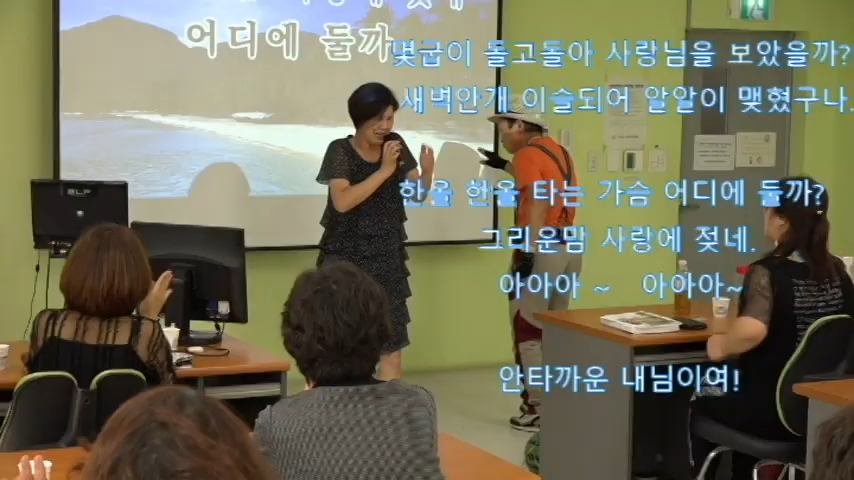 어디에 둘까
몇굽이 돌고돌아 사랑님을 보았을까?
새벽안개 이슬되어 알알이 맺혔구나.
한올 한올 타는 가슴 어디에 둘까?
그리운맘 사랑에 젖네.
아아아 ~ 아아아~
안타까운 내님이여!